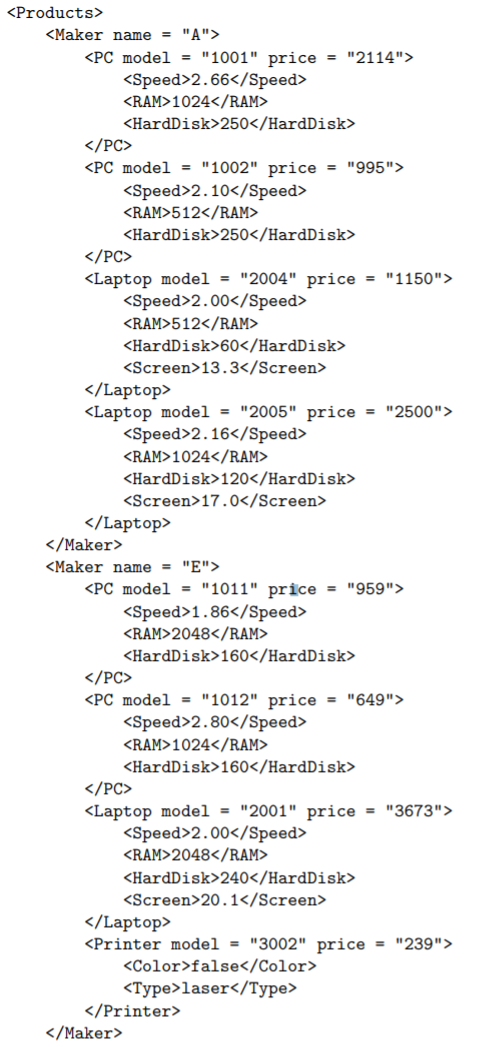 <Products>
<Maker name = "A">
<PC model = "1001" price = "2114">
<Speed>2.66</Speed>
<RAM>1024</RAM>
<HardDisk>250</HardDisk>
</PC>
<PC model = "1002" price = "995">
<Speed>2.10</Speed>
<RAM>512</RAM>
<HardDisk>250</HardDisk>
</PC>
<Laptop model = "2004" price = "1150">
<Speed>2.00</Speed>
<RAM>512</RAM>
<HardDisk>60</HardDisk>
<Screen>13.3</Screen>
</Laptop>
<Laptop model = "2005" price = "2500">
<Speed>2.16</Speed>
<RAM>1024</RAM>
<HardDisk>120</HardDisk>
<Screen>17.0</Screen>
</Laptop>
</Maker>
<Maker name = "E">
<PC model = "1011" price = "959">
<Speed>1.86</Speed>
<RAM>2048</RAM>
<HardDisk>160</HardDisk>
</PC>
<PC model = "1012" price = "649">
<Speed>2.80</Speed>
<RAM>1024</RAM>
<HardDisk>160</HardDisk>
</PC>
<Laptop model = "2001" price = "3673">
<Speed>2.00</Speed>
<RAM>2048</RAM>
<HardDisk>240</HardDisk>
<Screen>20.1</Screen>
</Laptop>
<Printer model = "3002" price = "239">
<Color>false</Color>
<Type>laser</Type>
</Printer>
</Maker>